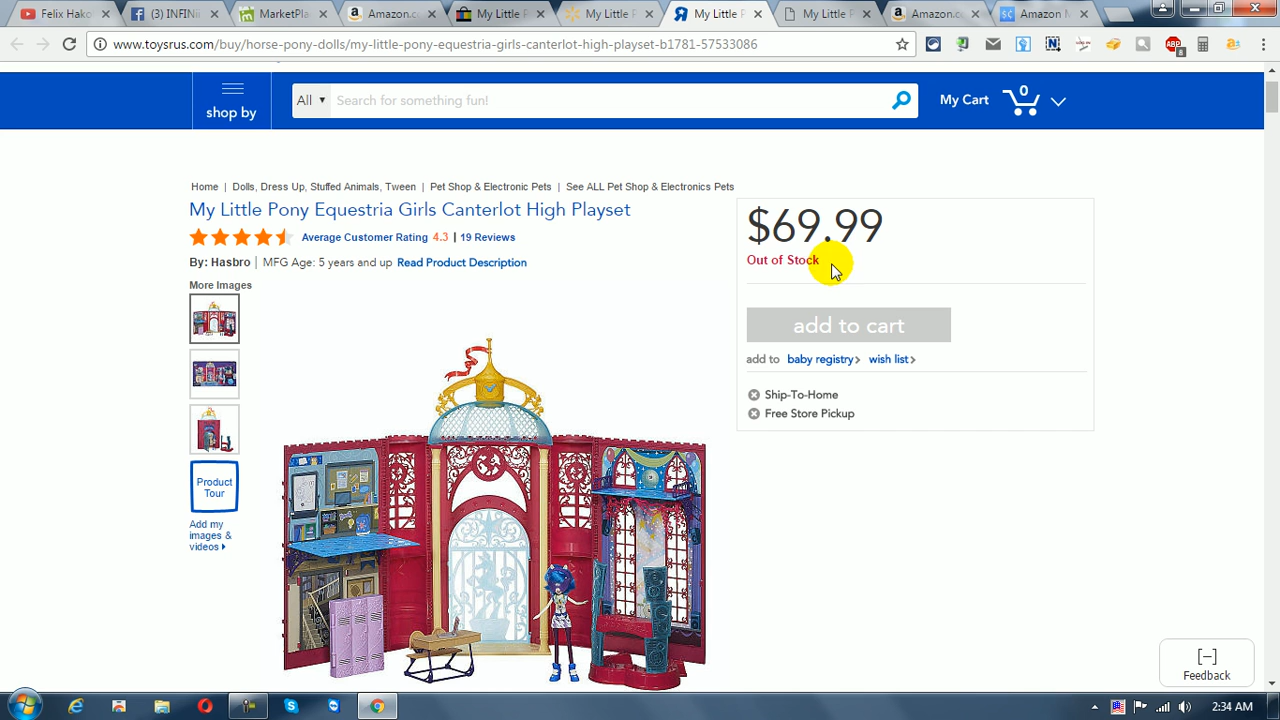 Felix Hako
(3) INFINi
MarketPla
Amazon.co
My Little P
My Little P
My Little P
My Little P
Amazon.co
Amazon M
www.toysrus.com/buy/horse-pony-dolls/my-little-pony-equestria-girls-canterlot-high-playset-b1781-57533086
ABP
8
shop by
All ▼ Search for something fun!
My Cart 0
Home | Dolls, Dress Up, Stuffed Animals, Tween | Pet Shop & Electronic Pets | See ALL Pet Shop & Electronics Pets
My Little Pony Equestria Girls Canterlot High Playset
Average Customer Rating 4.3 | 19 Reviews
By: Hasbro | MFG Age: 5 years and up Read Product Description
More Images
Product
Tour
Add my
images &
videos
$69.99
Out of Stock
add to cart
add to baby registry> wish list>
Ship-To-Home
Free Store Pickup
[–]
Feedback
2:34 AM